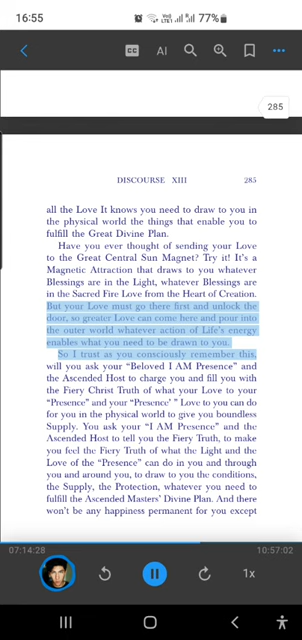 16:55
77%
CC
AI
285
DISCOURSE XIII 285
all the Love It knows you need to draw to you in
the physical world the things that enable you to
fulfill the Great Divine Plan.
Have you ever thought of sending your Love
to the Great Central Sun Magnet? Try it! It's a
Magnetic Attraction that draws to you whatever
Blessings are in the Light, whatever Blessings are
in the Sacred Fire Love from the Heart of Creation.
But your Love must go there first and unlock the
door, so greater Love can come here and pour into
the outer world whatever action of Life's energy
enables what you need to be drawn to you.
So I trust as you consciously remember this,
will you ask your “Beloved I AM Presence” and
the Ascended Host to charge you and fill you with
the Fiery Christ Truth of what your Love to your
“Presence” and your “Presence’ ” Love to you can do
for you in the physical world to give you boundless
Supply. You ask your “I AM Presence” and the
Ascended Host to tell you the Fiery Truth, to make
you feel the Fiery Truth of what the Light and the
Love of the “Presence” can do in you and through
you and around you, to draw to you the conditions,
the Supply, the Protection, whatever you need to
fulfill the Ascended Masters’ Divine Plan. And there
won’t be any happiness permanent for you except
07:14:28
10:57:02
1x